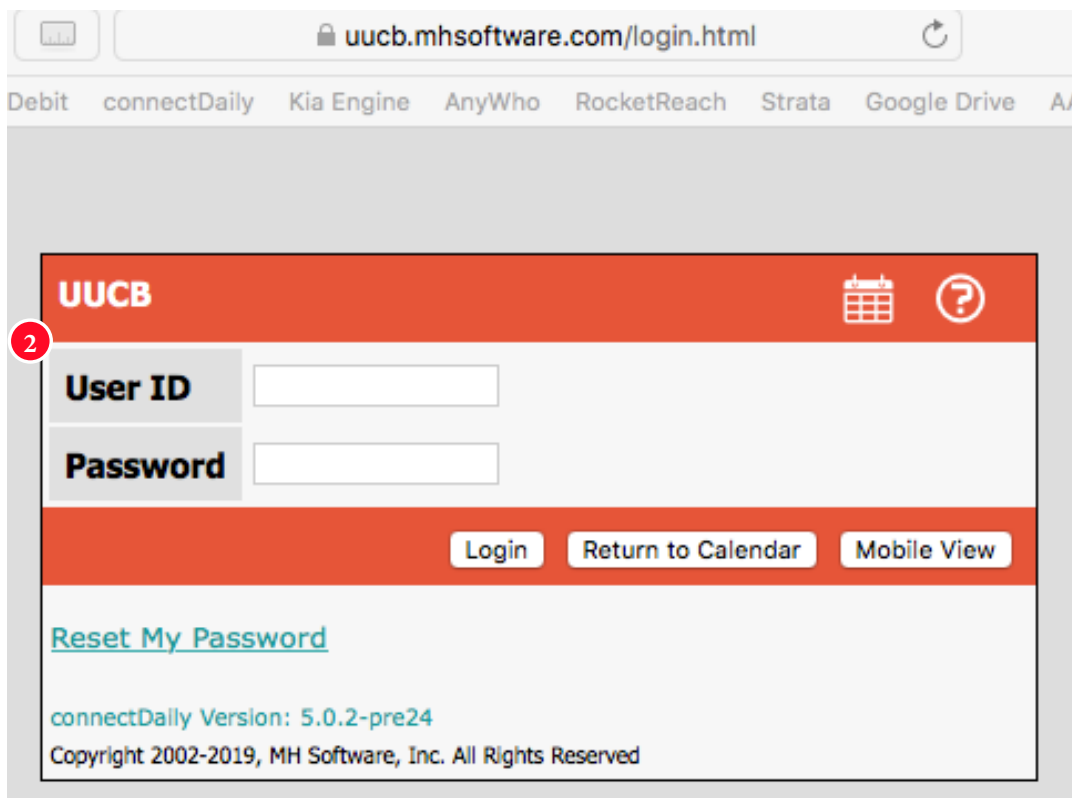 uucb.mhsoftware.com/login.html
Debit connectDaily Kia Engine AnyWho RocketReach Strata Google Drive AA
UUCB
?
2
User ID
Password
Login Return to Calendar Mobile View
Reset My Password
connectDaily Version: 5.0.2-pre24
Copyright 2002-2019, MH Software, Inc. All Rights Reserved